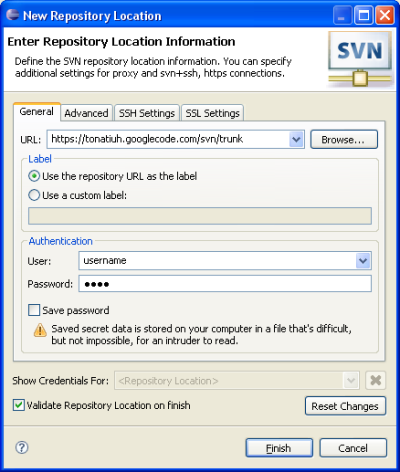 New Repository Location
Enter Repository Location Information
SVN
Define the SVN repository location information. You can specify
additional settings for proxy and svn+ssh, https connections.
General Advanced SSH Settings SSL Settings
URL: https://tonatiuh.googlecode.com/svn/trunk Browse...
Label
Use the repository URL as the label
Use a custom label:
Authentication
User: username
Password: ●●●●
Save password
Saved secret data is stored on your computer in a file that's difficult,
but not impossible, for an intruder to read.
Show Credentials For: <Repository Location>
Validate Repository Location on finish Reset Changes
? Finish Cancel